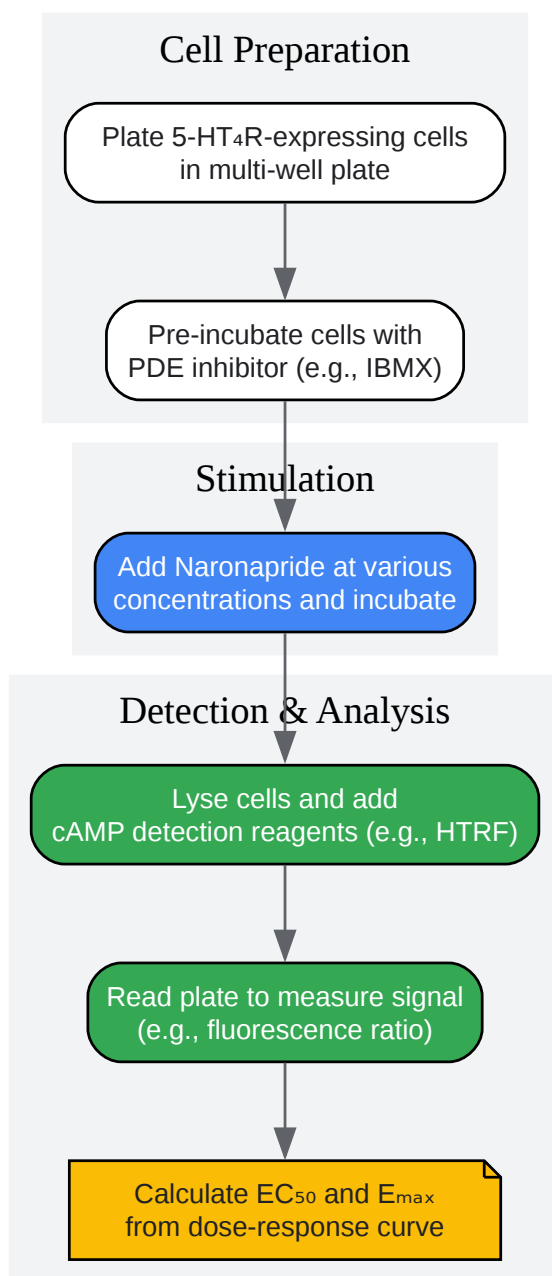 Cell Preparation
Plate 5-HT₄R-expressing cells
in multi-well plate
Pre-incubate cells with
PDE inhibitor (e.g., IBMX)
Stimulation
Add Naronapride at various
concentrations and incubate
Detection & Analysis
Lyse cells and add
cAMP detection reagents (e.g., HTRF)
Read plate to measure signal
(e.g., fluorescence ratio)
Calculate EC₅₀ and Eₘₐₓ
from dose-response curve